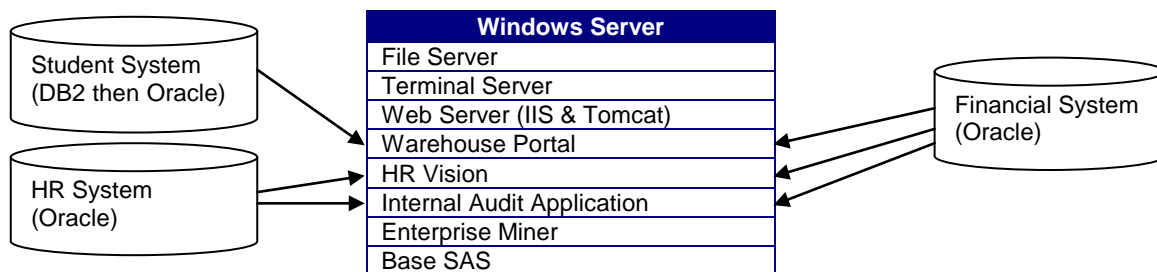 Student System
(DB2 then Oracle)
HR System
(Oracle)
Windows Server
File Server
Terminal Server
Web Server (IIS & Tomcat)
Warehouse Portal
HR Vision
Internal Audit Application
Enterprise Miner
Base SAS
Financial System
(Oracle)